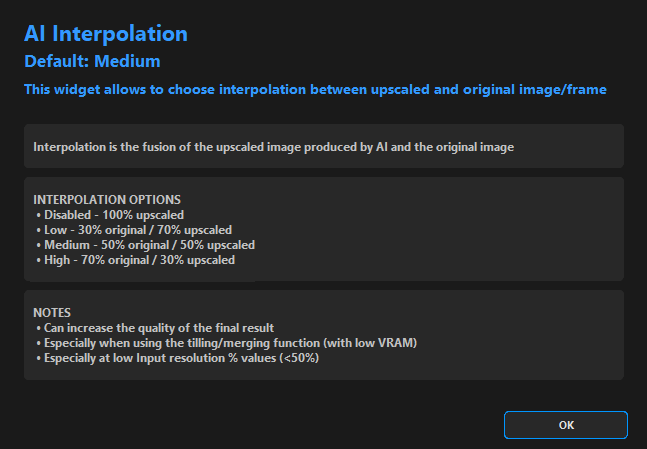 AI Interpolation
Default: Medium
This widget allows to choose interpolation between upscaled and original image/frame
Interpolation is the fusion of the upscaled image produced by AI and the original image
INTERPOLATION OPTIONS
• Disabled - 100% upscaled
• Low - 30% original / 70% upscaled
• Medium - 50% original / 50% upscaled
• High - 70% original / 30% upscaled
NOTES
• Can increase the quality of the final result
• Especially when using the tilling/merging function (with low VRAM)
• Especially at low Input resolution % values (<50%)
OK